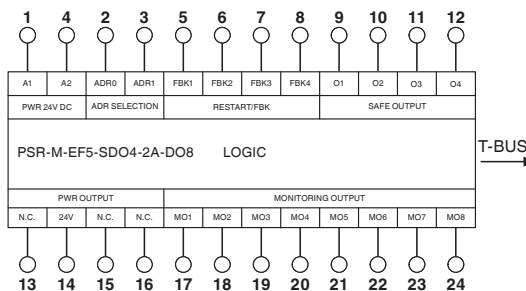 1 4 2 3 5 6 7 8 9 10 11 12
A1 A2 ADR0 ADR1 FBK1 FBK2 FBK3 FBK4 O1 O2 O3 O4
PWR 24V DC ADR SELECTION RESTART/FBK SAFE OUTPUT
PSR-M-EF5-SDO4-2A-DO8 LOGIC T-BUS
PWR OUTPUT MONITORING OUTPUT
N.C. 24V N.C. N.C. MO1 MO2 MO3 MO4 MO5 MO6 MO7 MO8
13 14 15 16 17 18 19 20 21 22 23 24